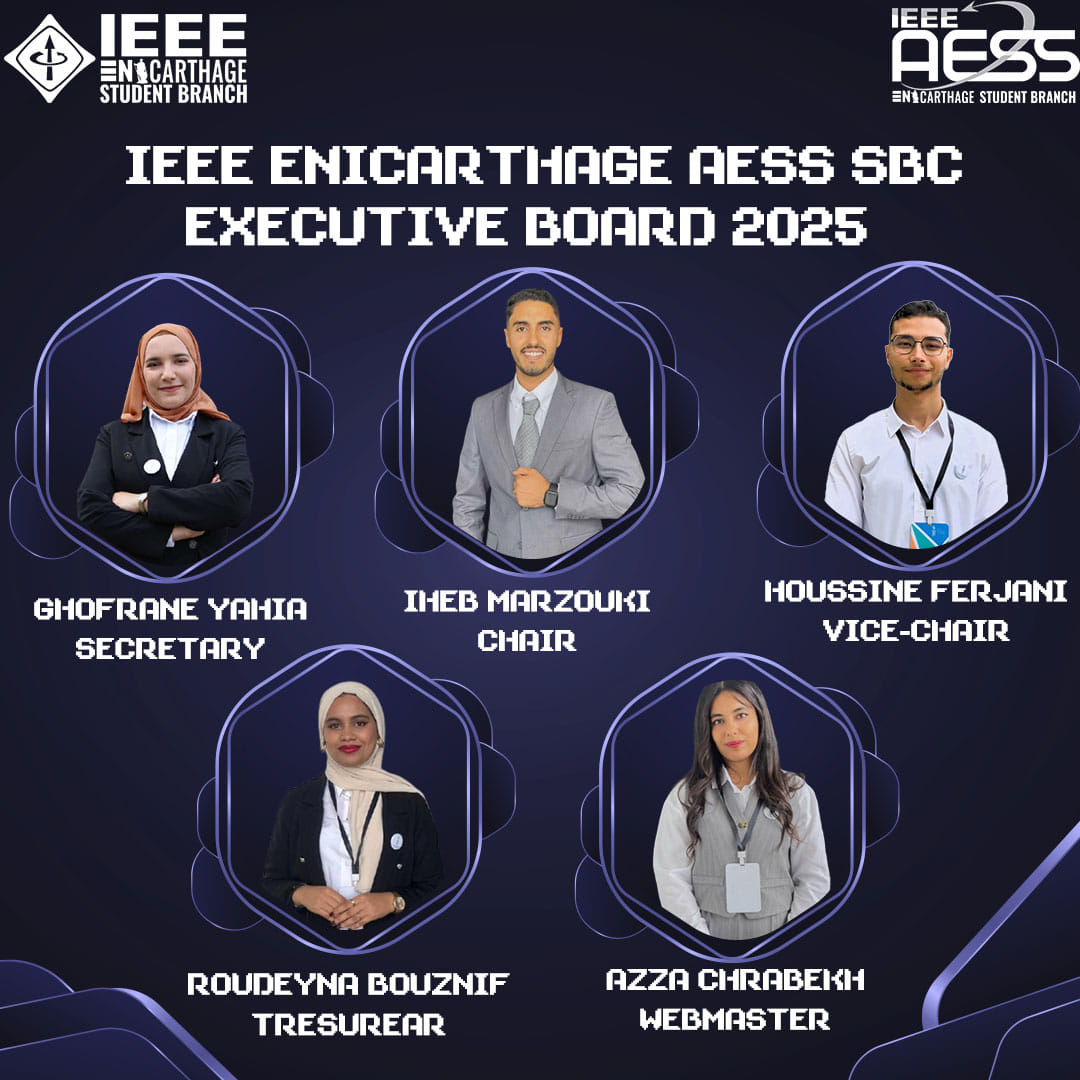 IEEE
ENICARTHAGE
STUDENT BRANCH
IEEE
AESS
ENICARTHAGE STUDENT BRANCH
IEEE ENICARTHAGE AESS SBC
EXECUTIVE BOARD 2025
GHOFRANE YAHIA
SECRETARY
IHEB MARZOUKI
CHAIR
HOUSSINE FERJANI
VICE-CHAIR
ROUDEYNA BOUZNIF
TRESUREAR
AZZA CHRABEKH
WEBMASTER